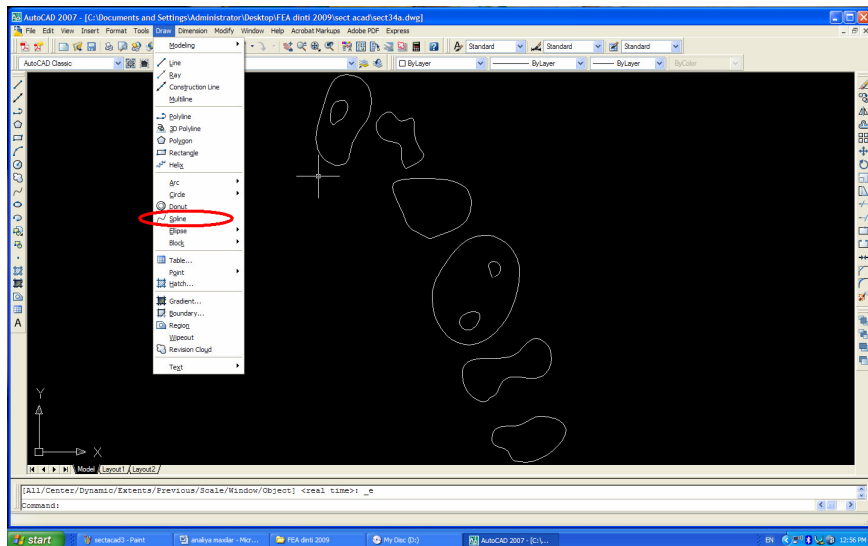 AutoCAD 2007 - [C:\Documents and Settings\Administrator\Desktop\FEA dinti 2009\sect acad\sect34a.dwg]
File Edit View Insert Format Tools Draw Dimension Modify Window Help Acrobat Markups Adobe PDF Express
Standard Standard Standard
AutoCAD Classic ByLayer ByLayer ByLayer ByColor
Modeling
Line
Ray
Construction Line
Multiline
Polyline
3D Polyline
Polygon
Rectangle
Helix
Arc
Circle
Donut
Spline
Ellipse
Block
Table...
Point
Hatch...
Gradient...
Boundary...
Region
Wipeout
Revision Cloud
Text
A
Y
X
Model Layout1 Layout2
[All/Center/Dynamic/Extents/Previous/Scale/Window/Object] <real time>: _e
Command:
start sectacad3 - Paint analiya maxilar - Micr... FEA dinti 2009 My Disc (D:) AutoCAD 2007 - [C:\... EN 12:56 PM